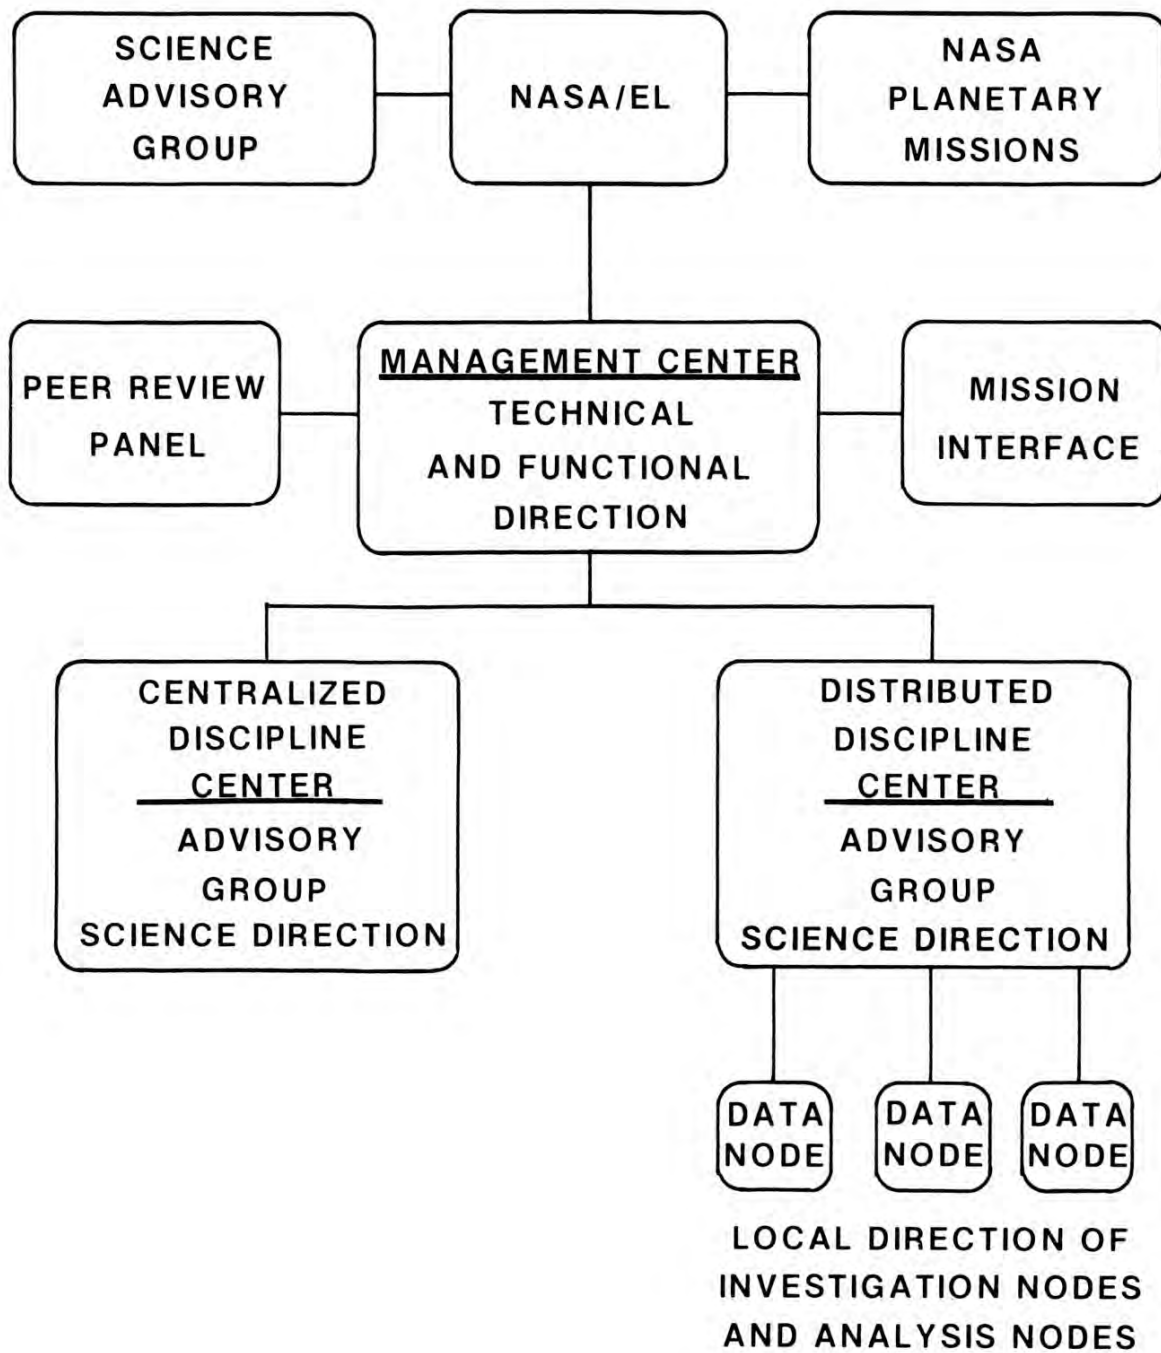 SCIENCE
ADVISORY
GROUP
NASA/EL
NASA
PLANETARY
MISSIONS
PEER REVIEW
PANEL
MANAGEMENT CENTER
TECHNICAL
AND FUNCTIONAL
DIRECTION
MISSION
INTERFACE
CENTRALIZED
DISCIPLINE
CENTER
ADVISORY
GROUP
SCIENCE DIRECTION
DISTRIBUTED
DISCIPLINE
CENTER
ADVISORY
GROUP
SCIENCE DIRECTION
DATA
NODE
DATA
NODE
DATA
NODE
LOCAL DIRECTION OF
INVESTIGATION NODES
AND ANALYSIS NODES